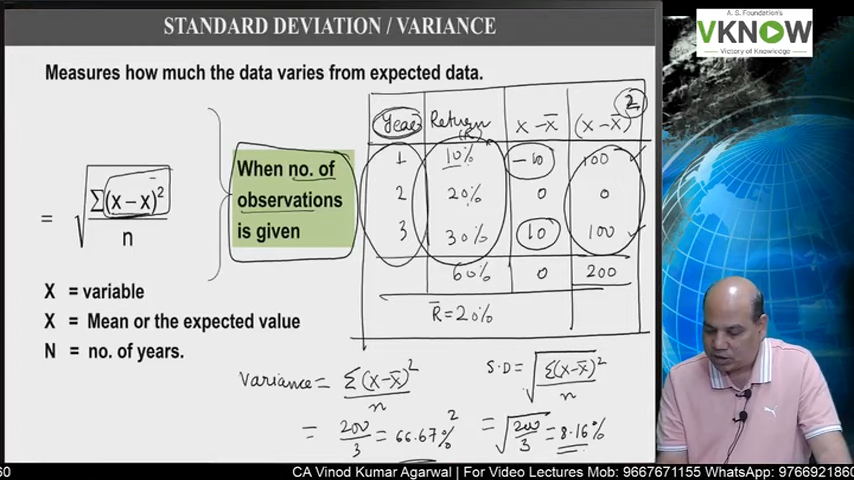 STANDARD DEVIATION / VARIANCE
A. S. Foundation's
VKNOW
Victory of Knowledge
Measures how much the data varies from expected data.
= √ Σ(x – x̄)² / n
When no. of
observations
is given
X = variable
X = Mean or the expected value
N = no. of years.
Year Return (R) x - x̄ (x - x̄)²
1 10% -10 100
2 20% 0 0
3 30% 10 100
60% 0 200
R̄ = 20%
Variance = Σ(x-x̄)² / n
= 200/3 = 66.67%²
S.D = √ Σ(x-x̄)² / n
= √ 200/3 = 8.16%
60
CA Vinod Kumar Agarwal | For Video Lectures Mob: 9667671155 WhatsApp: 9766921860